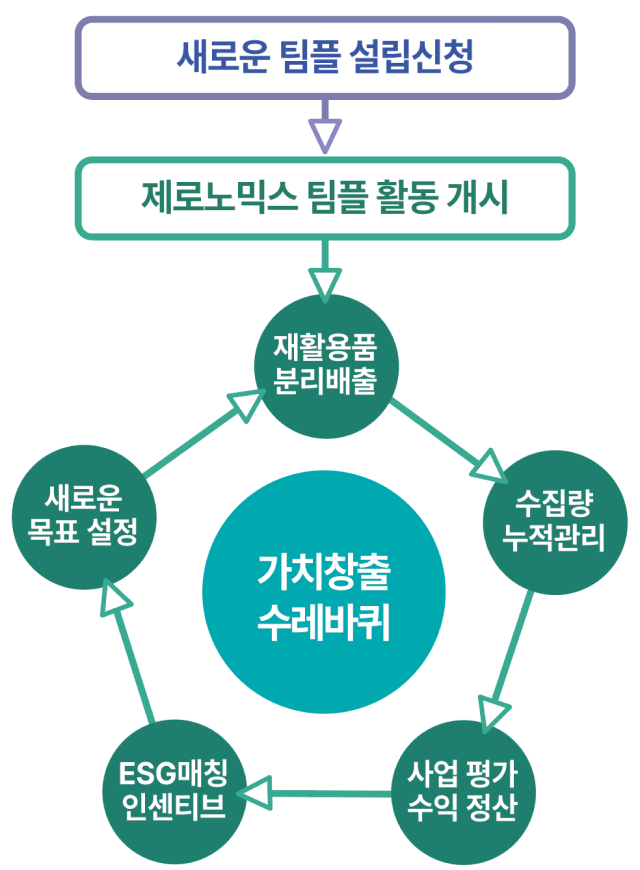 새로운 팀플 설립신청
제로노믹스 팀플 활동 개시
재활용품
분리배출
수집량
누적관리
사업 평가
수익 정산
ESG매칭
인센티브
새로운
목표 설정
가치창출
수레바퀴